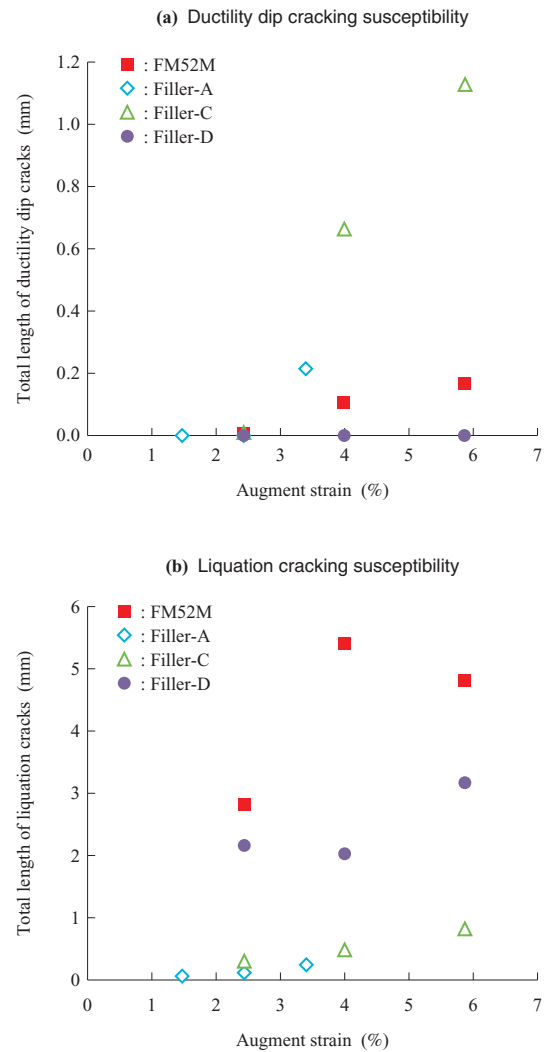 (a) Ductility dip cracking susceptibility
1.2
1.0
0.8
0.6
0.4
0.2
0.0
Total length of ductility dip cracks (mm)
: FM52M
: Filler-A
: Filler-C
: Filler-D
0 1 2 3 4 5 6 7
Augment strain (%)
(b) Liquation cracking susceptibility
6
5
4
3
2
1
0
Total length of liquation cracks (mm)
: FM52M
: Filler-A
: Filler-C
: Filler-D
0 1 2 3 4 5 6 7
Augment strain (%)